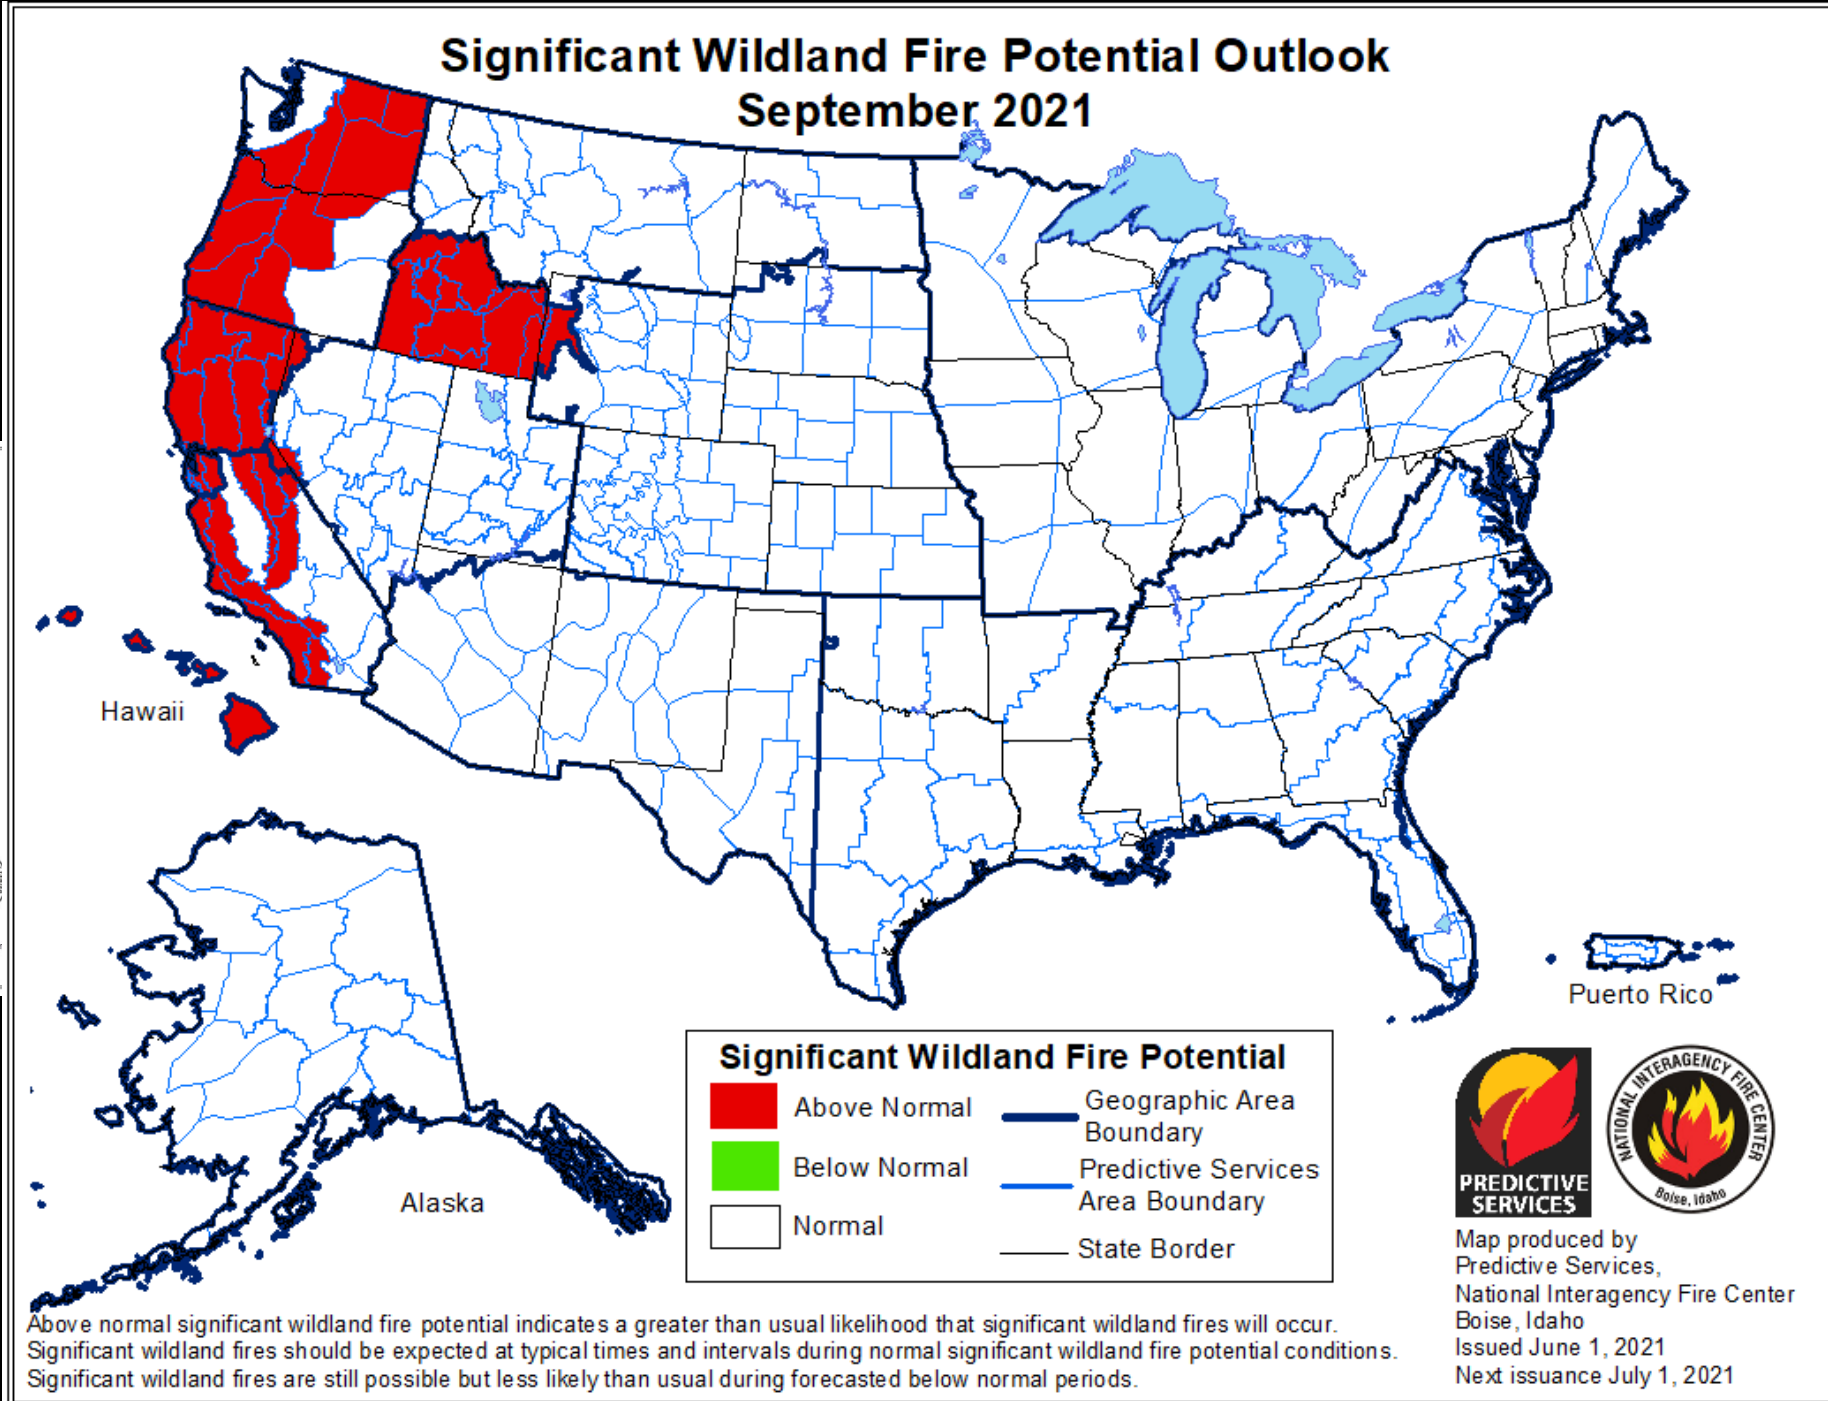 Significant Wildland Fire Potential Outlook
September 2021
Hawaii
Alaska
Puerto Rico
Significant Wildland Fire Potential
Above Normal
Below Normal
Normal
Geographic Area
Boundary
Predictive Services
Area Boundary
State Border
PREDICTIVE
SERVICES
NATIONAL INTERAGENCY FIRE CENTER
Boise, Idaho
Map produced by
Predictive Services,
National Interagency Fire Center
Boise, Idaho
Issued June 1, 2021
Next issuance July 1, 2021
Above normal significant wildland fire potential indicates a greater than usual likelihood that significant wildland fires will occur.
Significant wildland fires should be expected at typical times and intervals during normal significant wildland fire potential conditions.
Significant wildland fires are still possible but less likely than usual during forecasted below normal periods.